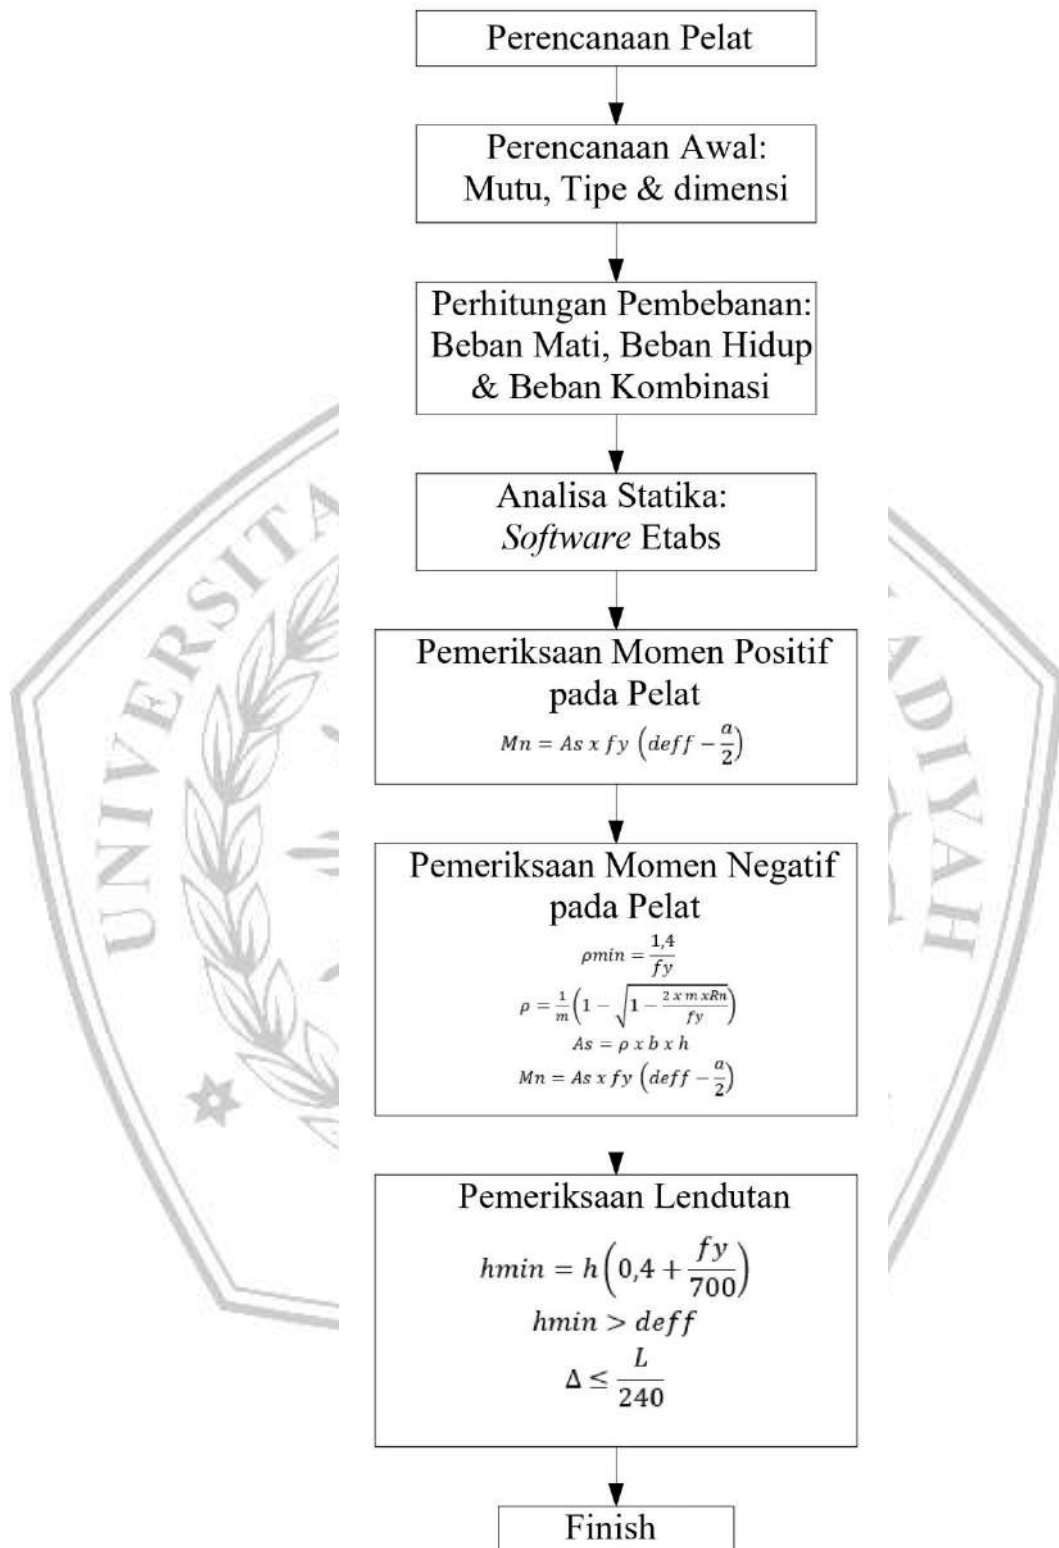 Perencanaan Pelat
Perencanaan Awal:
Mutu, Tipe & dimensi
Perhitungan Pembebanan:
Beban Mati, Beban Hidup
& Beban Kombinasi
Analisa Statika:
Software Etabs
Pemeriksaan Momen Positif
pada Pelat
Mn = As x fy (deff − a/2)
Pemeriksaan Momen Negatif
pada Pelat
ρmin = 1,4/fy
ρ = 1/m (1 − √(1 − (2 x m xRn)/fy))
As = ρ x b x h
Mn = As x fy (deff − a/2)
Pemeriksaan Lendutan
hmin = h(0,4 + fy/700)
hmin > deff
Δ ≤ L/240
Finish
UNIVERSITA
ADIYAH